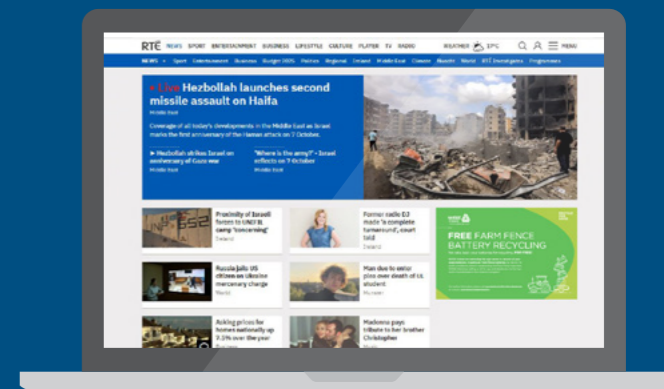 RTÉ NEWS SPORT ENTERTAINMENT BUSINESS LIFESTYLE CULTURE PLAYER TV RADIO WEATHER 17°C MENU
NEWS Sport Entertainment Business Budget 2025 Politics Regional Ireland Middle East Climate Nuacht World RTÉ Investigates Programmes
Live Hezbollah launches second
missile assault on Haifa
Middle East
Coverage of all today's developments in the Middle East as Israel
marks the first anniversary of the Hamas attack on 7 October.
Hezbollah strikes Israel on
anniversary of Gaza war
Middle East
'Where is the army?' - Israel
reflects on 7 October
Middle East
Proximity of Israeli
forces to UNIFIL
camp 'concerning'
Ireland
Former radio DJ
made 'a complete
turnaround', court
told
Ireland
FREE FARM FENCE
BATTERY RECYCLING
Russia jails US
citizen on Ukraine
mercenary charge
World
Man due to enter
plea over death of UL
student
Munster
Asking prices for
homes nationally up
7.0% over the year
Business
Madonna pays
tribute to her brother
Christopher
Music